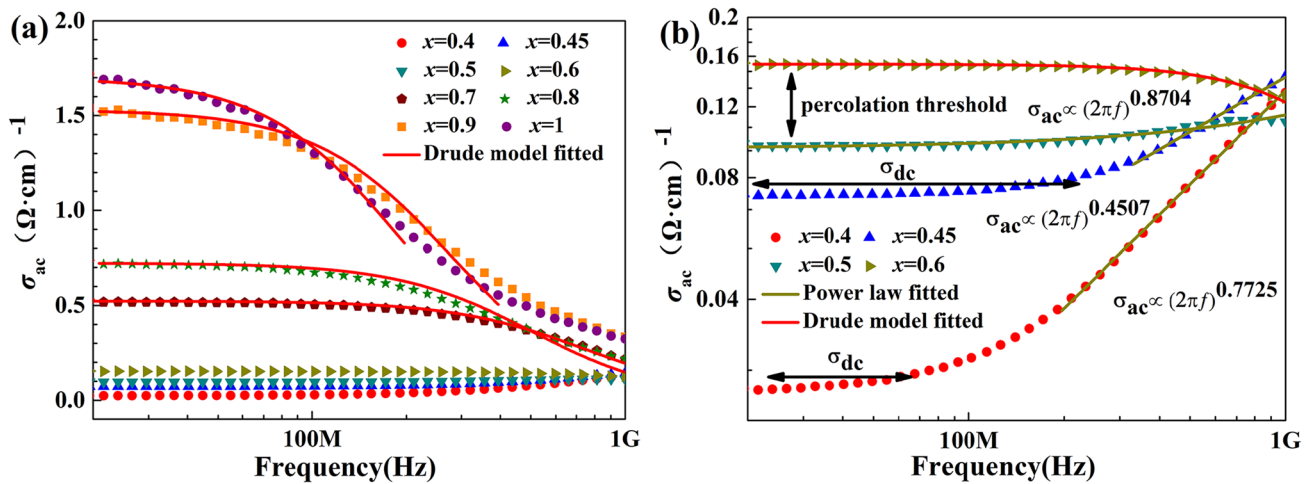 (a)
2.0
1.5
1.0
0.5
0.0
σac （Ω·cm）-1
x=0.4 x=0.45
x=0.5 x=0.6
x=0.7 x=0.8
x=0.9 x=1
Drude model fitted
100M 1G
Frequency(Hz)
(b)
0.2
0.16
0.12
0.08
0.04
σac （Ω·cm）-1
percolation threshold
σac∝(2πf)0.8704
σdc
σac∝(2πf)0.4507
x=0.4 x=0.45
x=0.5 x=0.6
Power law fitted
Drude model fitted
σac∝(2πf)0.7725
σdc
100M 1G
Frequency(Hz)